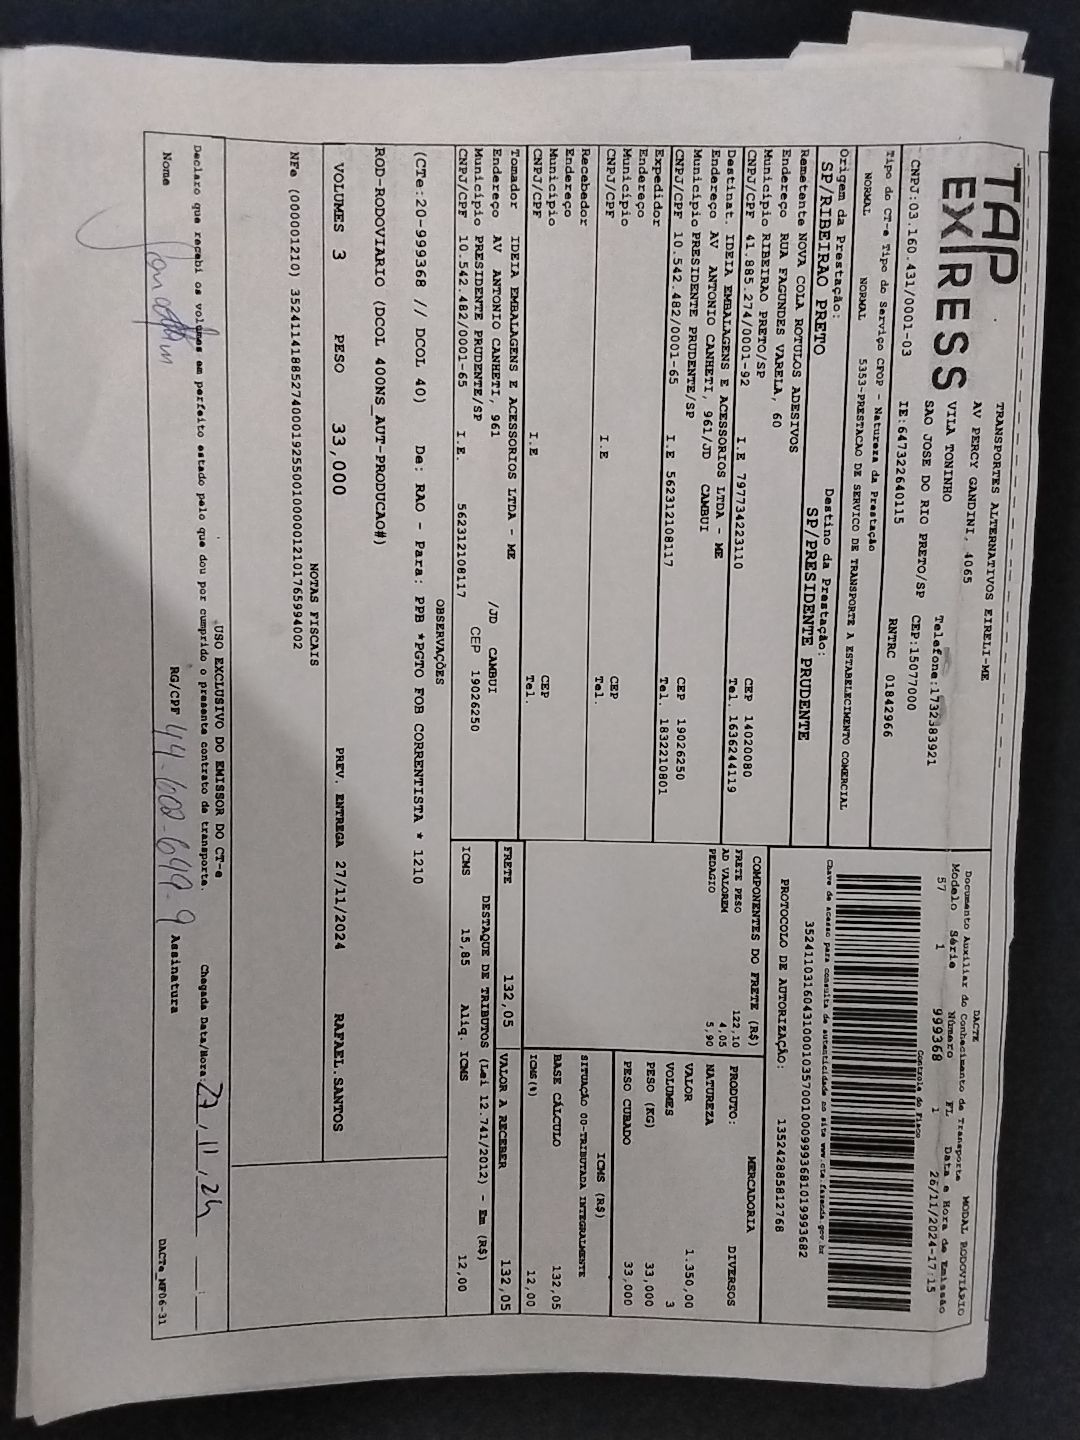 TAP
EXPRESS
TRANSPORTES ALTERNATIVOS EIRELI-ME
AV PERCY GANDINI, 4065
VILA TONINHO
Telefone:1732383921
SAO JOSE DO RIO PRETO/SP CEP:15077000
CNPJ:03.160.431/0001-03 IE:647322640115 RNTRC 01842966
DACTE
Documento Auxiliar do Conhecimento de Transporte MODAL RODOVIÁRIO
Modelo Série Número FL Data e Hora de Emissão
57 1 999368 1 26/11/2024-17:15
Controle do Fisco
Chave de acesso para consulta de autenticidade no site www.cte.fazenda.gov.br
PROTOCOLO DE AUTORIZAÇÃO: 135242885812768
Tipo do CT-e Tipo do Serviço CFOP - Natureza da Prestação
NORMAL NORMAL 5353-PRESTACAO DE SERVICO DE TRANSPORTE A ESTABELECIMENTO COMERCIAL
Origem da Prestação: Destino da Prestação:
SP/RIBEIRAO PRETO SP/PRESIDENTE PRUDENTE
Remetente NOVA COLA ROTULOS ADESIVOS
Endereço RUA FAGUNDES VARELA, 60
Município RIBEIRAO PRETO/SP CEP 14020080
CNPJ/CPF 41.885.274/0001-92 I.E 797734223110 Tel. 1636244119
Destinat. IDEIA EMBALAGENS E ACESSORIOS LTDA - ME
Endereço AV ANTONIO CANHETI, 961/JD CAMBUI
Município PRESIDENTE PRUDENTE/SP CEP 19026250
CNPJ/CPF 10.542.482/0001-65 I.E 562312108117 Tel. 1832210801
Expedidor
Endereço
Município CEP
CNPJ/CPF I.E Tel.
Recebedor
Endereço
Município CEP
CNPJ/CPF I.E Tel.
Tomador IDEIA EMBALAGENS E ACESSORIOS LTDA - ME
Endereço AV ANTONIO CANHETI, 961 /JD CAMBUI
Município PRESIDENTE PRUDENTE/SP CEP 19026250
CNPJ/CPF 10.542.482/0001-65 I.E. 562312108117
COMPONENTES DO FRETE (R$)
FRETE PESO 122,10
AD VALOREM 4,05
PEDAGIO 5,90
PRODUTO: MERCADORIA
NATUREZA DIVERSOS
VALOR 1.350,00
VOLUMES 3
PESO (KG) 33,000
PESO CUBADO 33,000
ICMS (R$)
SITUAÇÃO 00-TRIBUTADA INTEGRALMENTE
BASE CÁLCULO 132,05
ICMS(%) 12,00
FRETE 132,05 VALOR A RECEBER 132,05
DESTAQUE DE TRIBUTOS (Lei 12.741/2012) - Em (R$)
ICMS 15,85 Alíq. ICMS 12,00
OBSERVAÇÕES
(CTe:20-999368 // DCOL 40) De: RAO - Para: PPB *PGTO FOB CORRENTISTA * 1210
ROD-RODOVIARIO (DCOL 400NS_AUT-PRODUCAO#)
VOLUMES 3 PESO 33,000 PREV. ENTREGA 27/11/2024 RAFAEL.SANTOS
NOTAS FISCAIS
NFe (000001210) 35241141885274000192550010000012101765994002
USO EXCLUSIVO DO EMISSOR DO CT-e
Declaro que recebi os volumes em perfeito estado pelo que dou por cumprido o presente contrato de transporte. Chegada Data/Hora: 27, 11, 24
Nome RG/CPF 44-608-649-9 Assinatura
DACTe_MF06-31